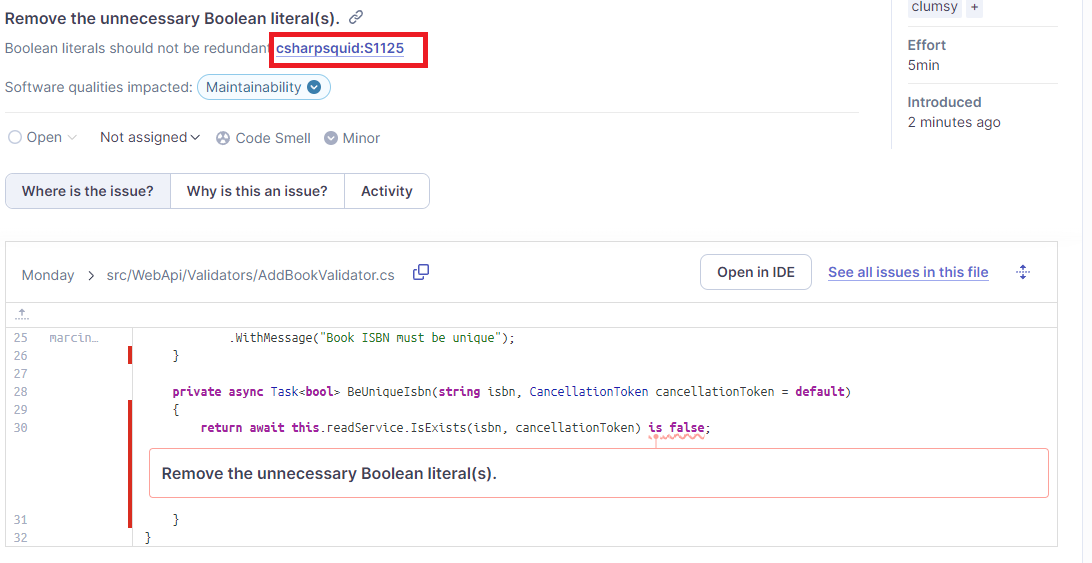 Remove the unnecessary Boolean literal(s).
Boolean literals should not be redundant csharpsquid:S1125
Software qualities impacted: Maintainability
Open Not assigned Code Smell Minor
Where is the issue? Why is this an issue? Activity
clumsy +
Effort
5min
Introduced
2 minutes ago
Monday > src/WebApi/Validators/AddBookValidator.cs Open in IDE See all issues in this file
25 marcin… .WithMessage("Book ISBN must be unique");
26 }
27
28 private async Task<bool> BeUniqueIsbn(string isbn, CancellationToken cancellationToken = default)
29 {
30 return await this.readService.IsExists(isbn, cancellationToken) is false;
Remove the unnecessary Boolean literal(s).
31 }
32 }